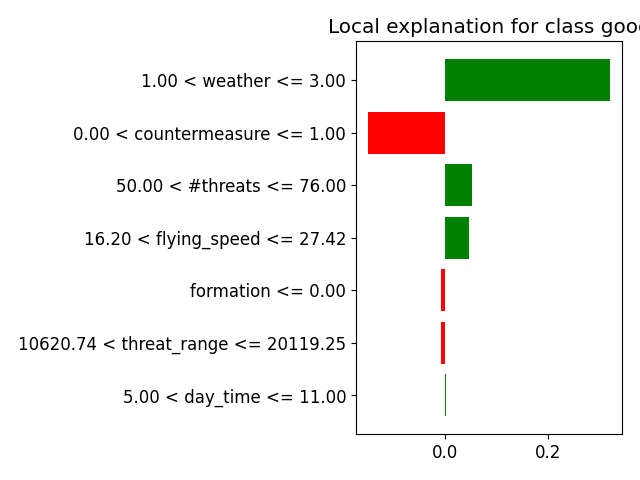 Local explanation for class good
1.00 < weather <= 3.00
0.00 < countermeasure <= 1.00
50.00 < #threats <= 76.00
16.20 < flying_speed <= 27.42
formation <= 0.00
10620.74 < threat_range <= 20119.25
5.00 < day_time <= 11.00
0.0 0.2